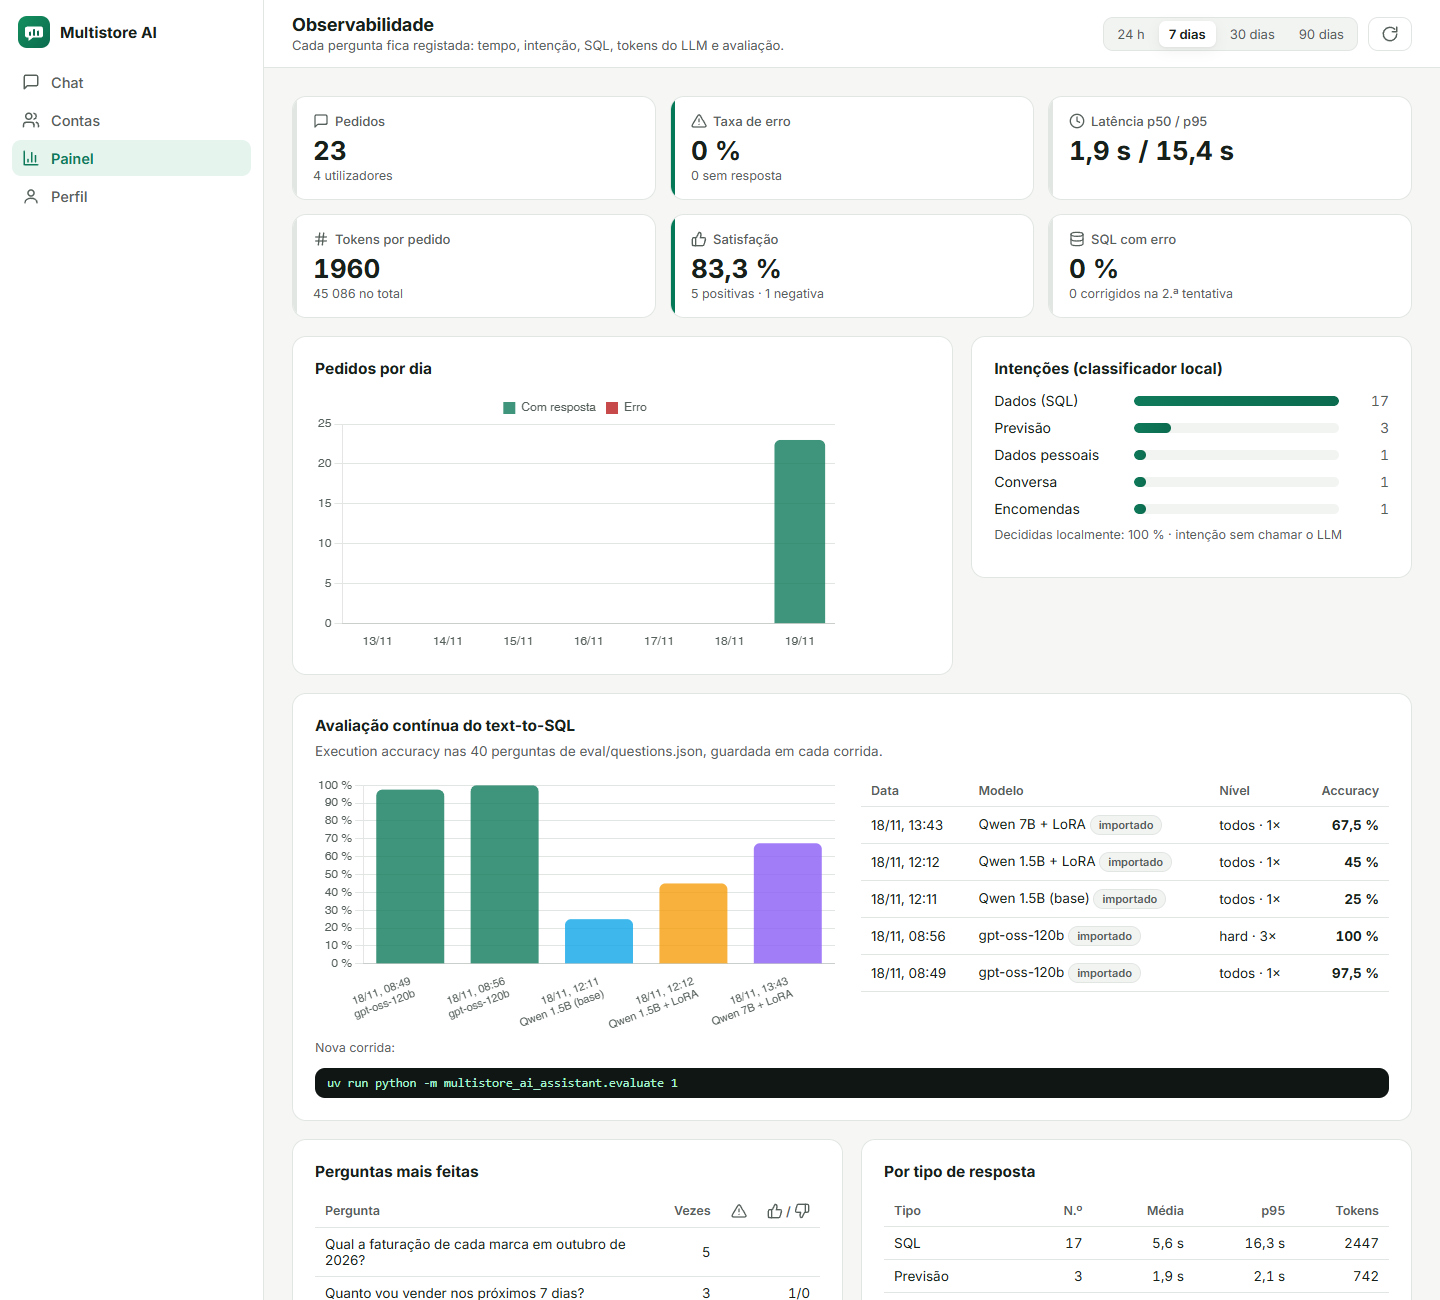 Multistore AI
Chat
Contas
Painel
Perfil
Observabilidade
Cada pergunta fica registada: tempo, intenção, SQL, tokens do LLM e avaliação.
24 h 7 dias 30 dias 90 dias
Pedidos
23
4 utilizadores
Taxa de erro
0 %
0 sem resposta
Latência p50 / p95
1,9 s / 15,4 s
Tokens por pedido
1960
45 086 no total
Satisfação
83,3 %
5 positivas · 1 negativa
SQL com erro
0 %
0 corrigidos na 2.ª tentativa
Pedidos por dia
Com resposta Erro
25
20
15
10
5
0
13/11 14/11 15/11 16/11 17/11 18/11 19/11
Intenções (classificador local)
Dados (SQL) 17
Previsão 3
Dados pessoais 1
Conversa 1
Encomendas 1
Decididas localmente: 100 % · intenção sem chamar o LLM
Avaliação contínua do text-to-SQL
Execution accuracy nas 40 perguntas de eval/questions.json, guardada em cada corrida.
100 %
90 %
80 %
70 %
60 %
50 %
40 %
30 %
20 %
10 %
0 %
18/11, 08:49
gpt-oss-120b
18/11, 08:56
gpt-oss-120b
18/11, 12:11
Qwen 1.5B (base)
18/11, 12:12
Qwen 1.5B + LoRA
18/11, 13:43
Qwen 7B + LoRA
Data Modelo Nível Accuracy
18/11, 13:43 Qwen 7B + LoRA importado todos · 1× 67,5 %
18/11, 12:12 Qwen 1.5B + LoRA importado todos · 1× 45 %
18/11, 12:11 Qwen 1.5B (base) importado todos · 1× 25 %
18/11, 08:56 gpt-oss-120b importado hard · 3× 100 %
18/11, 08:49 gpt-oss-120b importado todos · 1× 97,5 %
Nova corrida:
uv run python -m multistore_ai_assistant.evaluate 1
Perguntas mais feitas
Pergunta Vezes /
Qual a faturação de cada marca em outubro de
2026? 5
Quanto vou vender nos próximos 7 dias? 3 1/0
Por tipo de resposta
Tipo N.º Média p95 Tokens
SQL 17 5,6 s 16,3 s 2447
Previsão 3 1,9 s 2,1 s 742